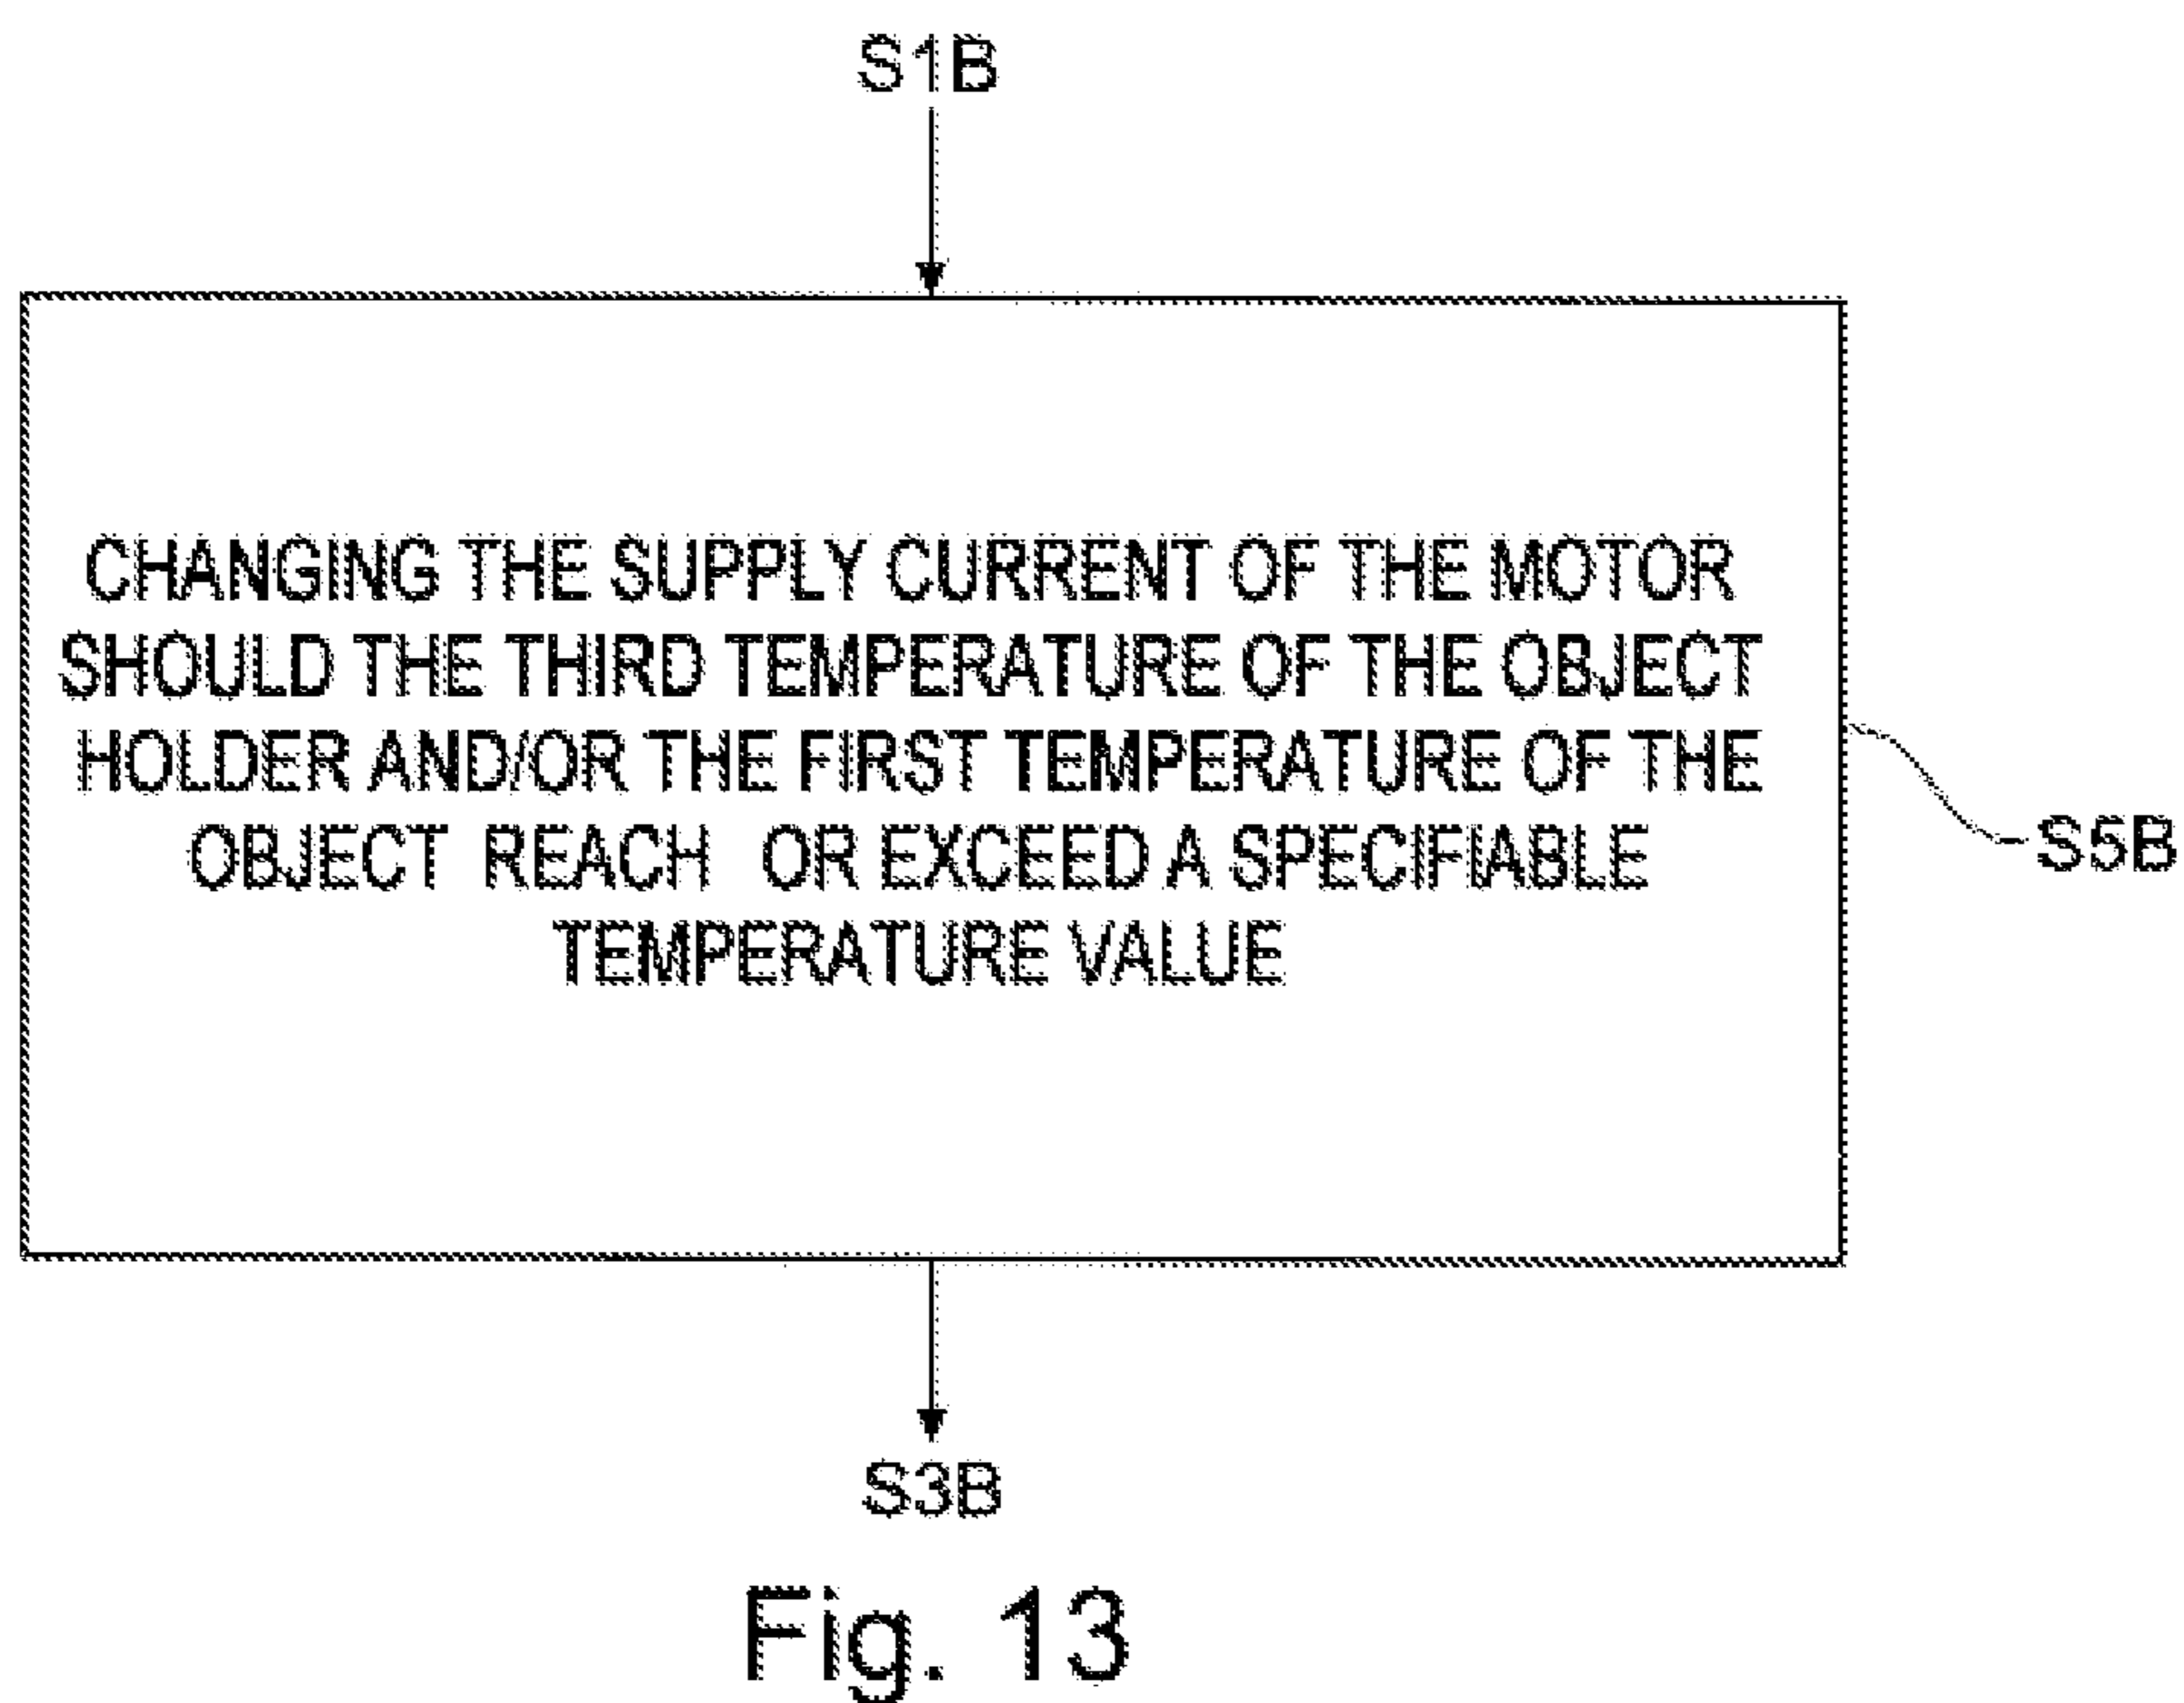 S1B
CHANGING THE SUPPLY CURRENT OF THE MOTOR
SHOULD THE THIRD TEMPERATURE OF THE OBJECT
HOLDER AND/OR THE FIRST TEMPERATURE OF THE
OBJECT REACH OR EXCEED A SPECIFIABLE
TEMPERATURE VALUE
S5B
S3B
Fig. 13